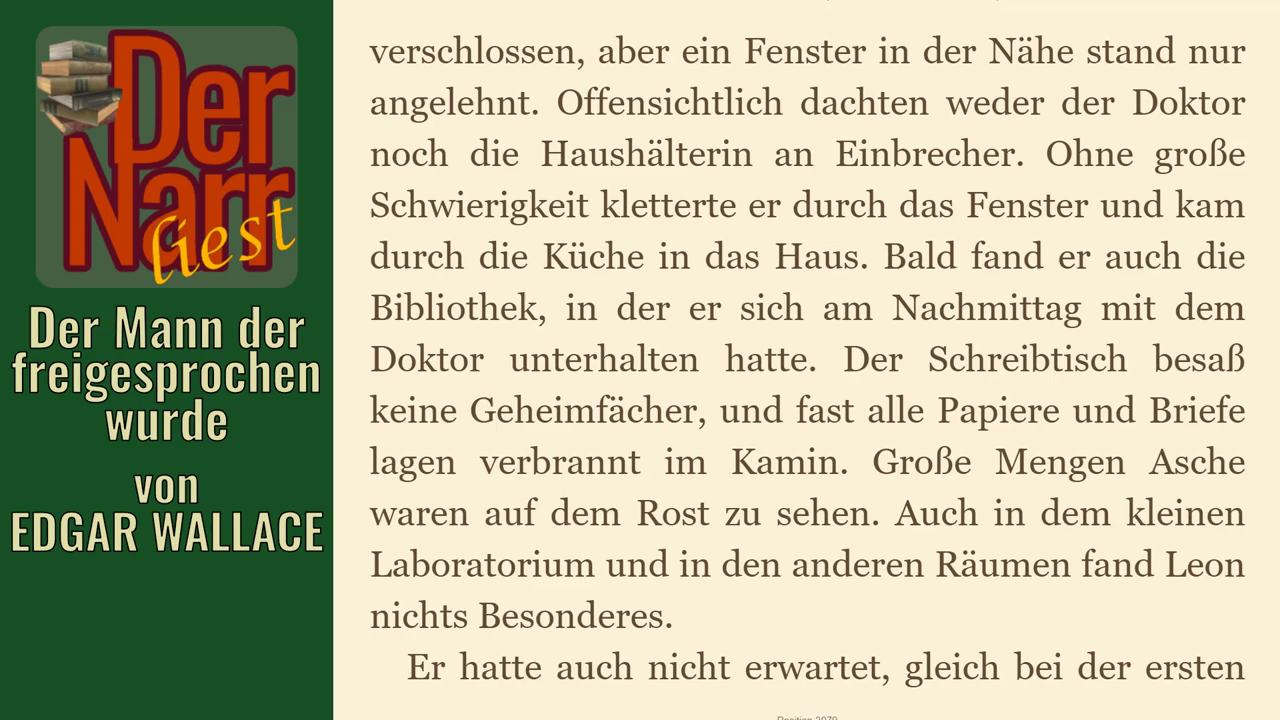 Der
Narr
liest
Der Mann der
freigesprochen
wurde
von
EDGAR WALLACE
verschlossen, aber ein Fenster in der Nähe stand nur
angelehnt. Offensichtlich dachten weder der Doktor
noch die Haushälterin an Einbrecher. Ohne große
Schwierigkeit kletterte er durch das Fenster und kam
durch die Küche in das Haus. Bald fand er auch die
Bibliothek, in der er sich am Nachmittag mit dem
Doktor unterhalten hatte. Der Schreibtisch besaß
keine Geheimfächer, und fast alle Papiere und Briefe
lagen verbrannt im Kamin. Große Mengen Asche
waren auf dem Rost zu sehen. Auch in dem kleinen
Laboratorium und in den anderen Räumen fand Leon
nichts Besonderes.
Er hatte auch nicht erwartet, gleich bei der ersten